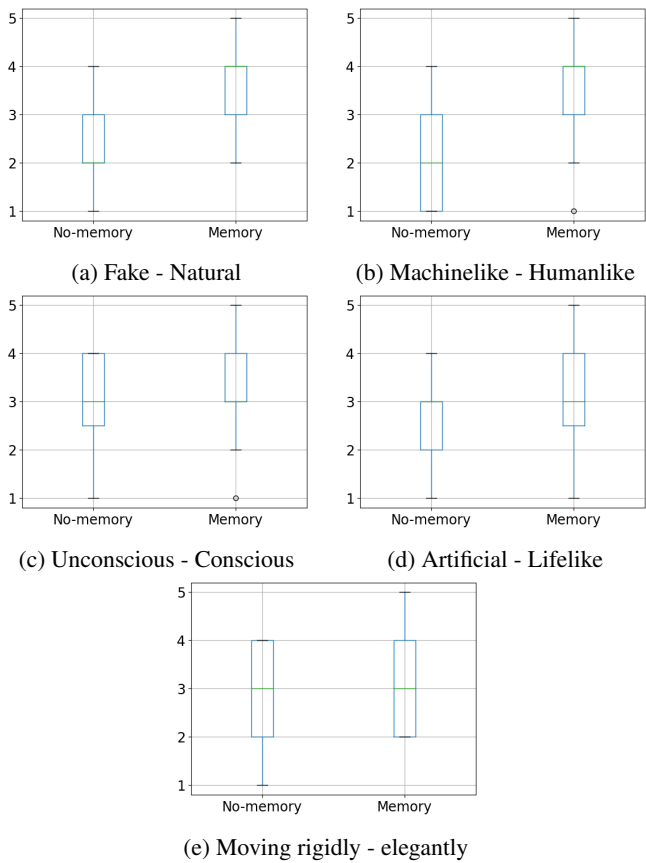 5
4
3
2
1
No-memory Memory
(a) Fake - Natural
5
4
3
2
1
No-memory Memory
(b) Machinelike - Humanlike
5
4
3
2
1
No-memory Memory
(c) Unconscious - Conscious
5
4
3
2
1
No-memory Memory
(d) Artificial - Lifelike
5
4
3
2
1
No-memory Memory
(e) Moving rigidly - elegantly